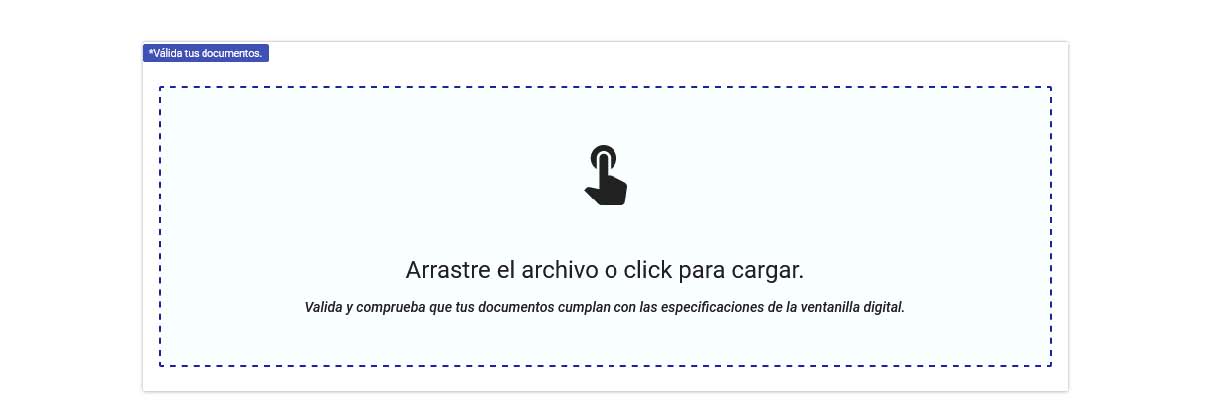 *Válida tus documentos.
Arrastre el archivo o click para cargar.
Valida y comprueba que tus documentos cumplan con las especificaciones de la ventanilla digital.